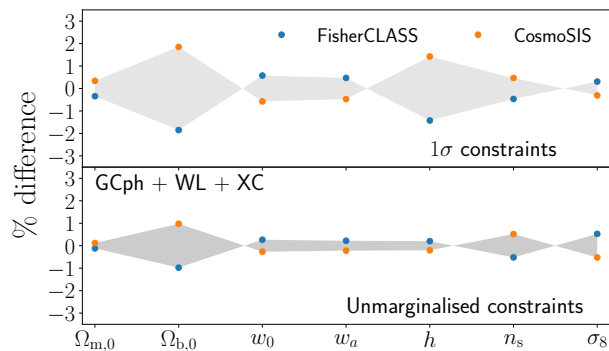 FisherCLASS CosmoSIS
3
2
1
0
−1
−2
−3
1σ constraints
% difference
GCph + WL + XC
3
2
1
0
−1
−2
−3
Unmarginalised constraints
Ωm,0 Ωb,0 w0 wa h ns σ8